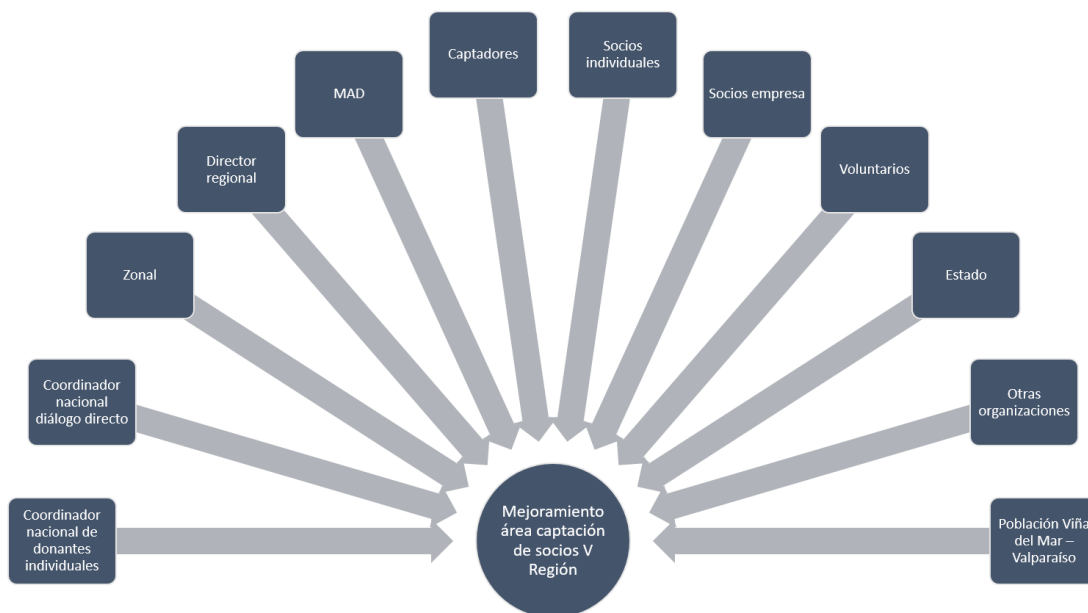 Captadores
Socios
individuales
MAD
Socios empresa
Director
regional
Voluntarios
Zonal
Estado
Coordinador
nacional
diálogo directo
Otras
organizaciones
Coordinador
nacional de
donantes
individuales
Mejoramiento
área captación
de socios V
Región
Población Viña
del Mar –
Valparaíso